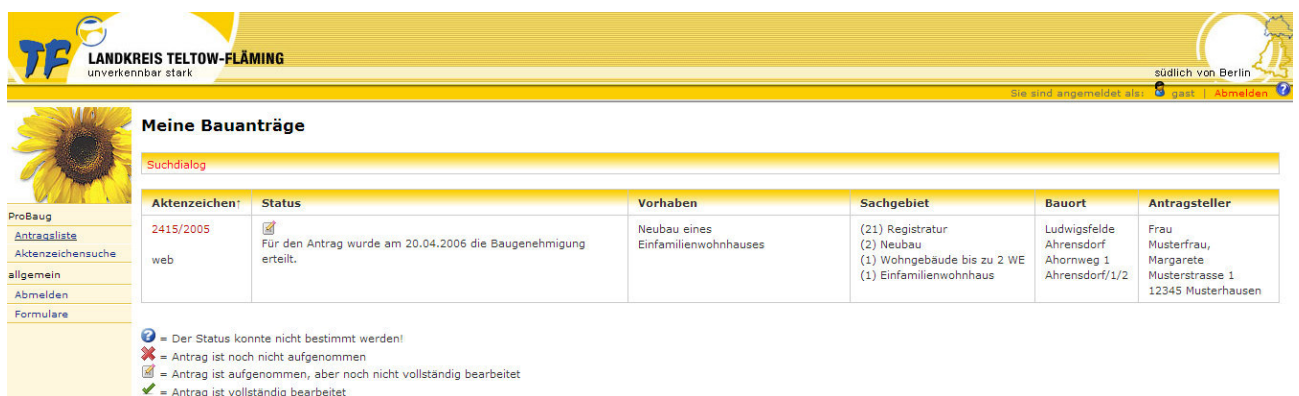 TF
LANDKREIS TELTOW-FLÄMING
unverkennbar stark
südlich von Berlin
Sie sind angemeldet als: gast | Abmelden ?
Meine Bauanträge
Suchdialog
ProBaug
Antragsliste
Aktenzeichensuche
allgemein
Abmelden
Formulare
Aktenzeichen↑ Status Vorhaben Sachgebiet Bauort Antragsteller
2415/2005
web
Für den Antrag wurde am 20.04.2006 die Baugenehmigung
erteilt.
Neubau eines
Einfamilienwohnhauses
(21) Registratur
(2) Neubau
(1) Wohngebäude bis zu 2 WE
(1) Einfamilienwohnhaus
Ludwigsfelde
Ahrensdorf
Ahornweg 1
Ahrensdorf/1/2
Frau
Musterfrau,
Margarete
Musterstrasse 1
12345 Musterhausen
? = Der Status konnte nicht bestimmt werden!
= Antrag ist noch nicht aufgenommen
= Antrag ist aufgenommen, aber noch nicht vollständig bearbeitet
= Antrag ist vollständig bearbeitet